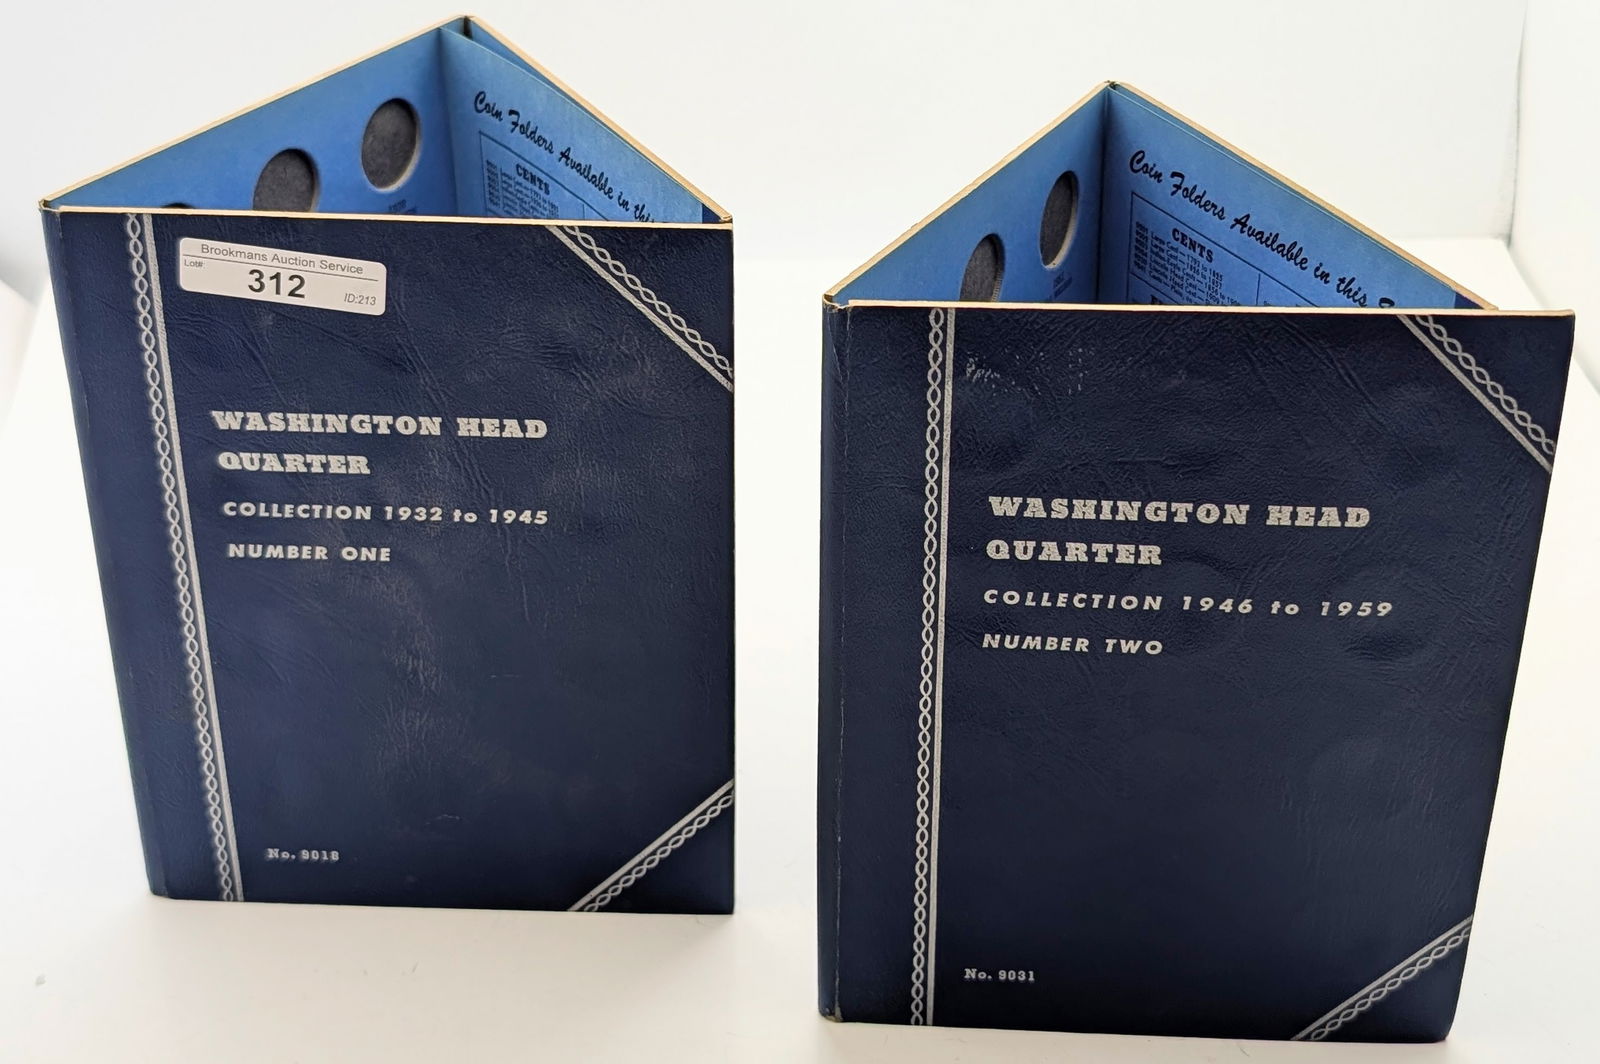 Brookmans Auction Service
Lot#:
312
ID:213
WASHINGTON HEAD
QUARTER
COLLECTION 1932 to 1945
NUMBER ONE
No. 9018
Coin Folders Available in this
CENTS
WASHINGTON HEAD
QUARTER
COLLECTION 1946 to 1959
NUMBER TWO
No. 9031
Coin Folders Available in this
CENTS